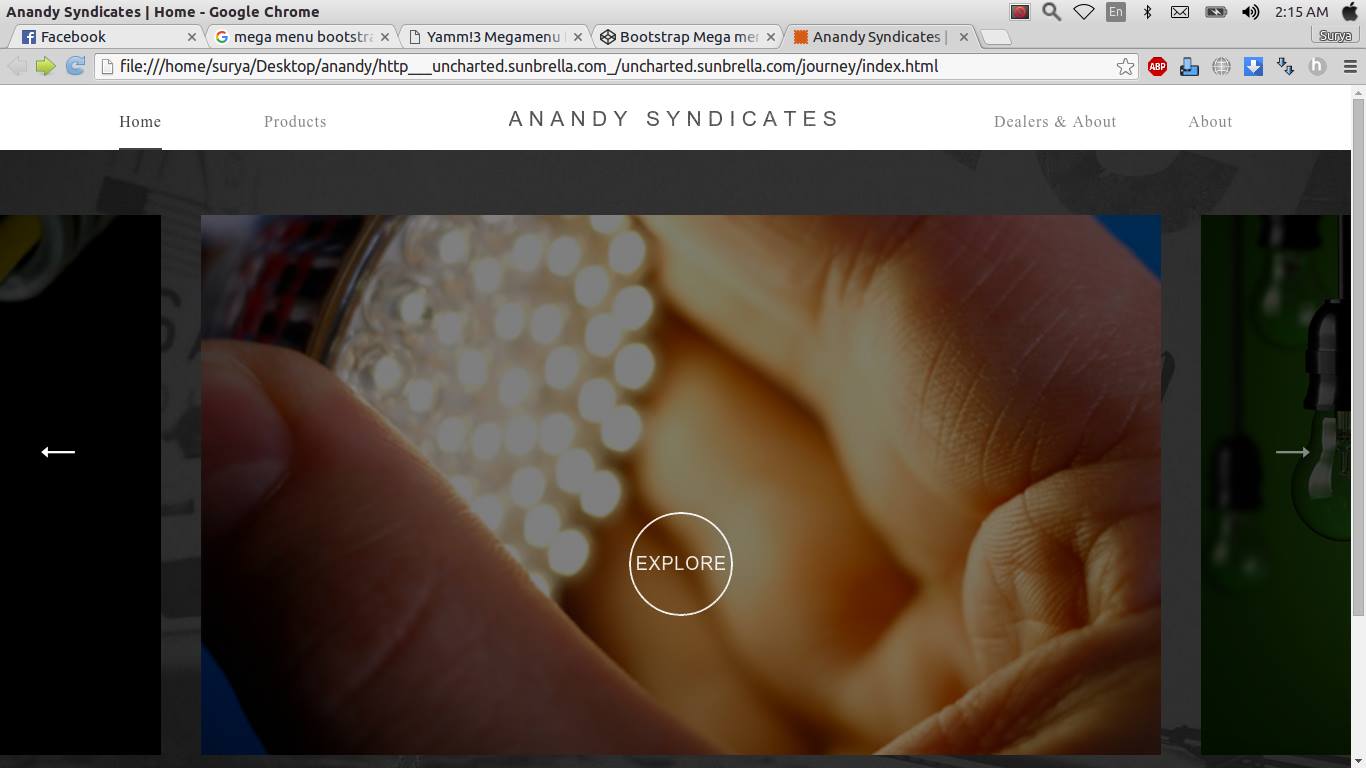 Anandy Syndicates | Home - Google Chrome
En
2:15 AM
Facebook
mega menu bootstra
Yamm!3 Megamenu
Bootstrap Mega me
Anandy Syndicates |
Surya
file:///home/surya/Desktop/anandy/http___uncharted.sunbrella.com_/uncharted.sunbrella.com/journey/index.html
ABP
h
Home
Products
ANANDY SYNDICATES
Dealers & About
About
EXPLORE